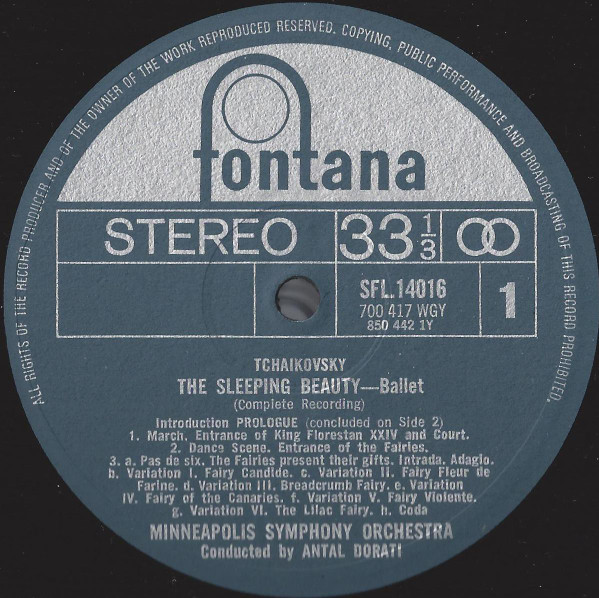 ALL RIGHTS OF THE RECORD PRODUCER AND OF THE OWNER OF THE WORK REPRODUCED RESERVED. COPYING, PUBLIC PERFORMANCE AND BROADCASTING OF THIS RECORD PROHIBITED.
fontana
STEREO 33 1/3
SFL.14016 1
700 417 WGY
850 442 1Y
TCHAIKOVSKY
THE SLEEPING BEAUTY—Ballet
(Complete Recording)
Introduction PROLOGUE (concluded on Side 2)
1. March. Entrance of King Florestan XXIV and Court.
2. Dance Scene. Entrance of the Fairies.
3. a. Pas de six. The Fairies present their gifts. Intrada. Adagio.
b. Variation I. Fairy Candide. c. Variation II. Fairy Fleur de
Farine. d. Variation III. Breadcrumb Fairy. e. Variation
IV. Fairy of the Canaries. f. Variation V. Fairy Violente.
g. Variation VI. The Lilac Fairy. h. Coda
MINNEAPOLIS SYMPHONY ORCHESTRA
Conducted by ANTAL DORATI